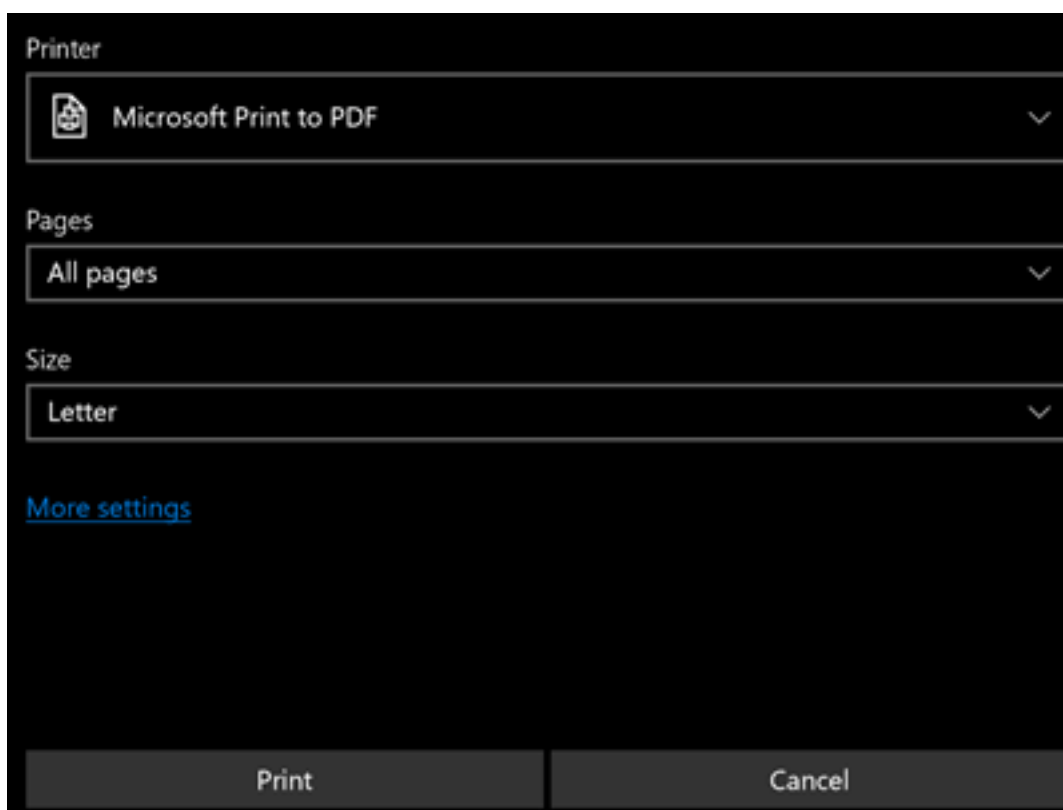 Printer
Microsoft Print to PDF
Pages
All pages
Size
Letter
More settings
Print Cancel